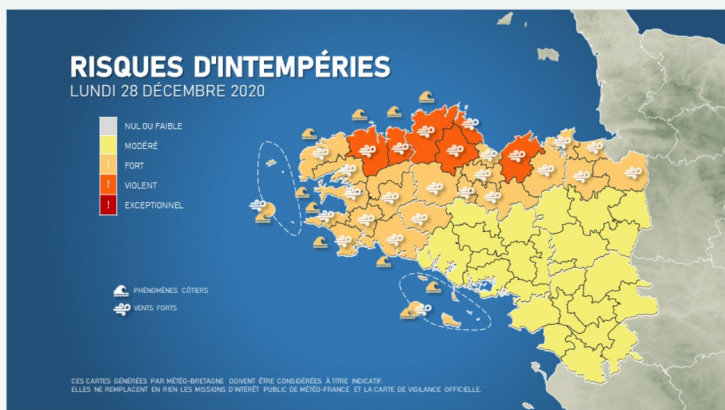 RISQUES D'INTEMPÉRIES
LUNDI 28 DÉCEMBRE 2020
NUL OU FAIBLE
MODÉRÉ
! FORT
! VIOLENT
! EXCEPTIONNEL
PHÉNOMÈNES CÔTIERS
VENTS FORTS
CES CARTES GÉNÉRÉES PAR MÉTÉO-BRETAGNE DOIVENT ÊTRE CONSIDÉRÉES À TITRE INDICATIF.
ELLES NE REMPLACENT EN RIEN LES MISSIONS D'INTÉRÊT PUBLIC DE MÉTÉO-FRANCE ET LA CARTE DE VIGILANCE OFFICIELLE.